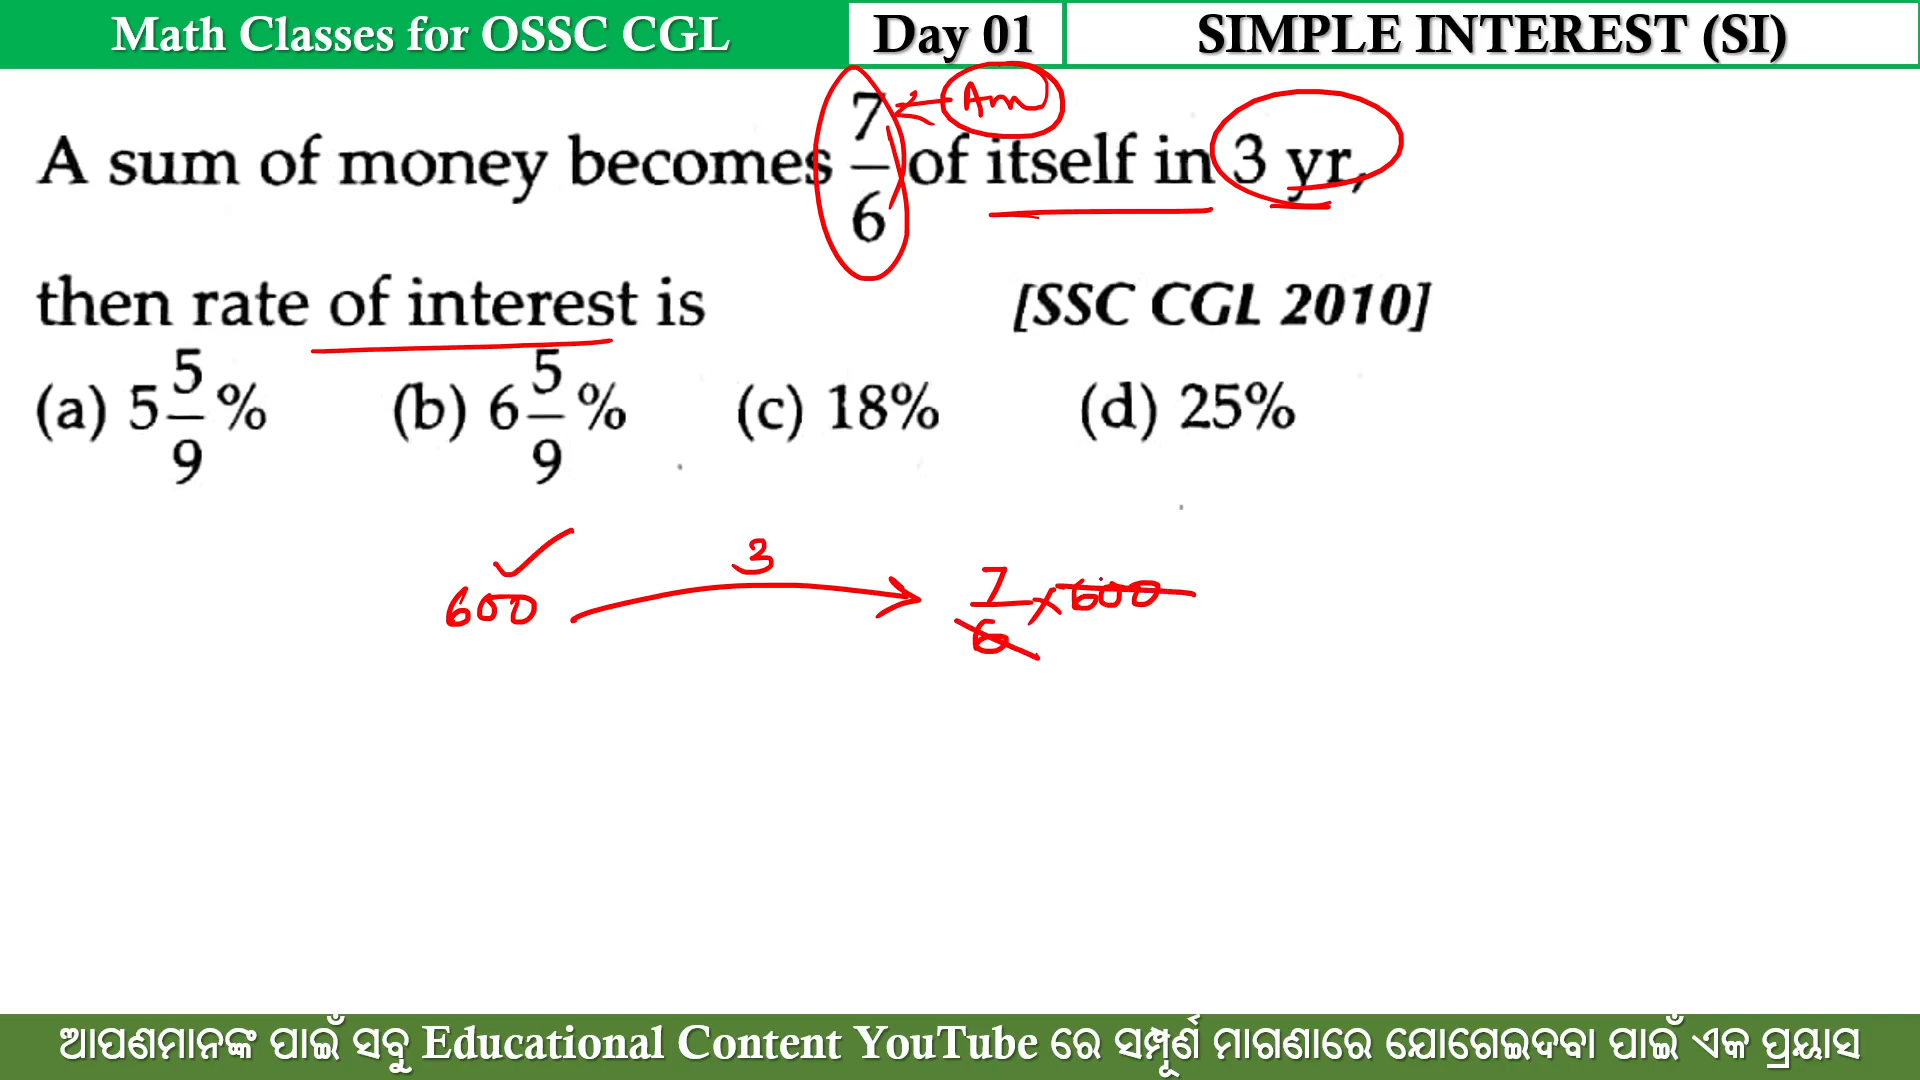 Math Classes for OSSC CGL Day 01 SIMPLE INTEREST (SI)
Am
A sum of money becomes 7/6 of itself in 3 yr,
then rate of interest is [SSC CGL 2010]
(a) 5 5/9 % (b) 6 5/9 % (c) 18% (d) 25%
3
600 7/6 × 600
ଆପଣମାନଙ୍କ ପାଇଁ ସବୁ Educational Content YouTube ରେ ସମ୍ପୂର୍ଣ ମାଗଣାରେ ଯୋଗେଇଦବା ପାଇଁ ଏକ ପ୍ରୟାସ